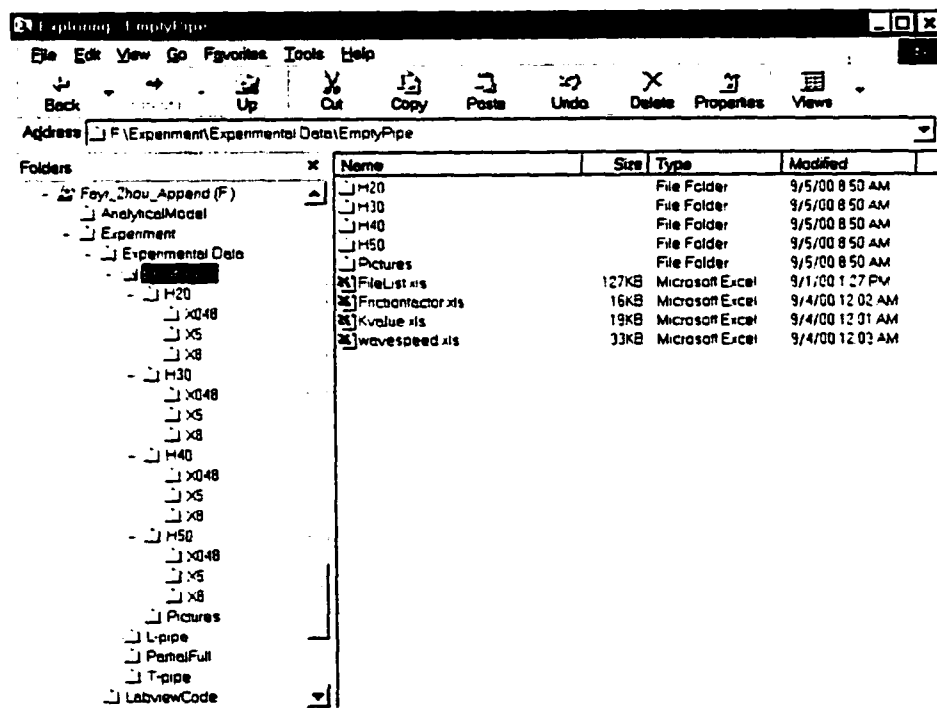 Exploring - EmptyPipe
File Edit View Go Favorites Tools Help
Back Up Cut Copy Paste Undo Delete Properties Views
Address F:\Experiment\Experimental Data\EmptyPipe
Folders
Name Size Type Modified
Feyi_Zhou_Append (F:)
AnalyticalModel
Experiment
Experimental Data
H20
X048
X5
X8
H30
X048
X5
X8
H40
X048
X5
X8
H50
X048
X5
X8
Pictures
L-pipe
PartialFull
T-pipe
LabviewCode
H20 File Folder 9/5/00 8:50 AM
H30 File Folder 9/5/00 8:50 AM
H40 File Folder 9/5/00 8:50 AM
H50 File Folder 9/5/00 8:50 AM
Pictures File Folder 9/5/00 8:50 AM
FileList.xls 127KB Microsoft Excel 9/1/00 1:27 PM
Frictionfactor.xls 16KB Microsoft Excel 9/4/00 12:02 AM
Kvalue.xls 19KB Microsoft Excel 9/4/00 12:01 AM
wavespeed.xls 33KB Microsoft Excel 9/4/00 12:03 AM